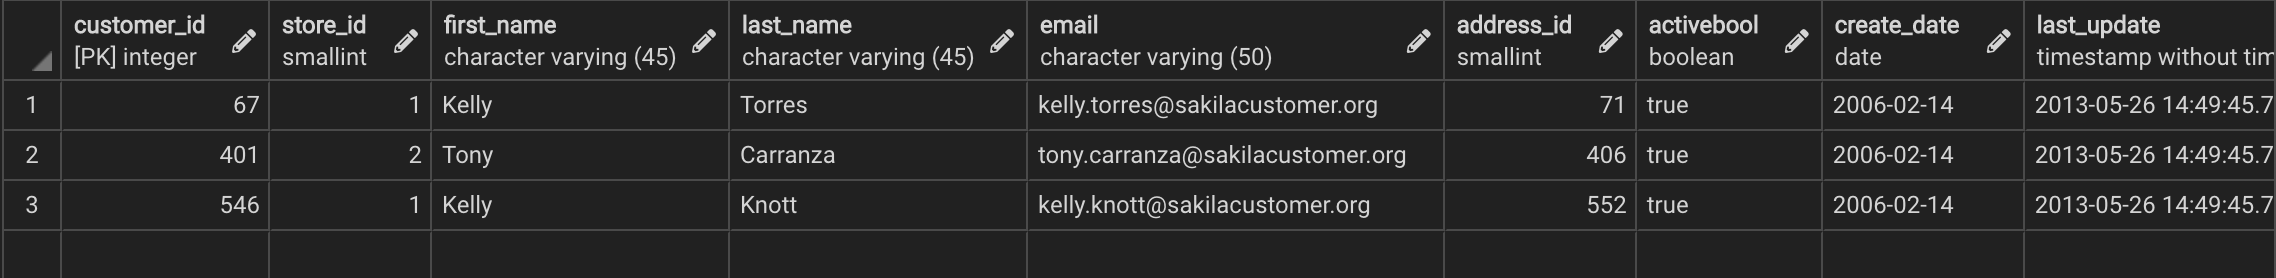 customer_id store_id first_name last_name email address_id activebool create_date last_update
[PK] integer smallint character varying (45) character varying (45) character varying (50) smallint boolean date timestamp without tim
1 67 1 Kelly Torres kelly.torres@sakilacustomer.org 71 true 2006-02-14 2013-05-26 14:49:45.7
2 401 2 Tony Carranza tony.carranza@sakilacustomer.org 406 true 2006-02-14 2013-05-26 14:49:45.7
3 546 1 Kelly Knott kelly.knott@sakilacustomer.org 552 true 2006-02-14 2013-05-26 14:49:45.7